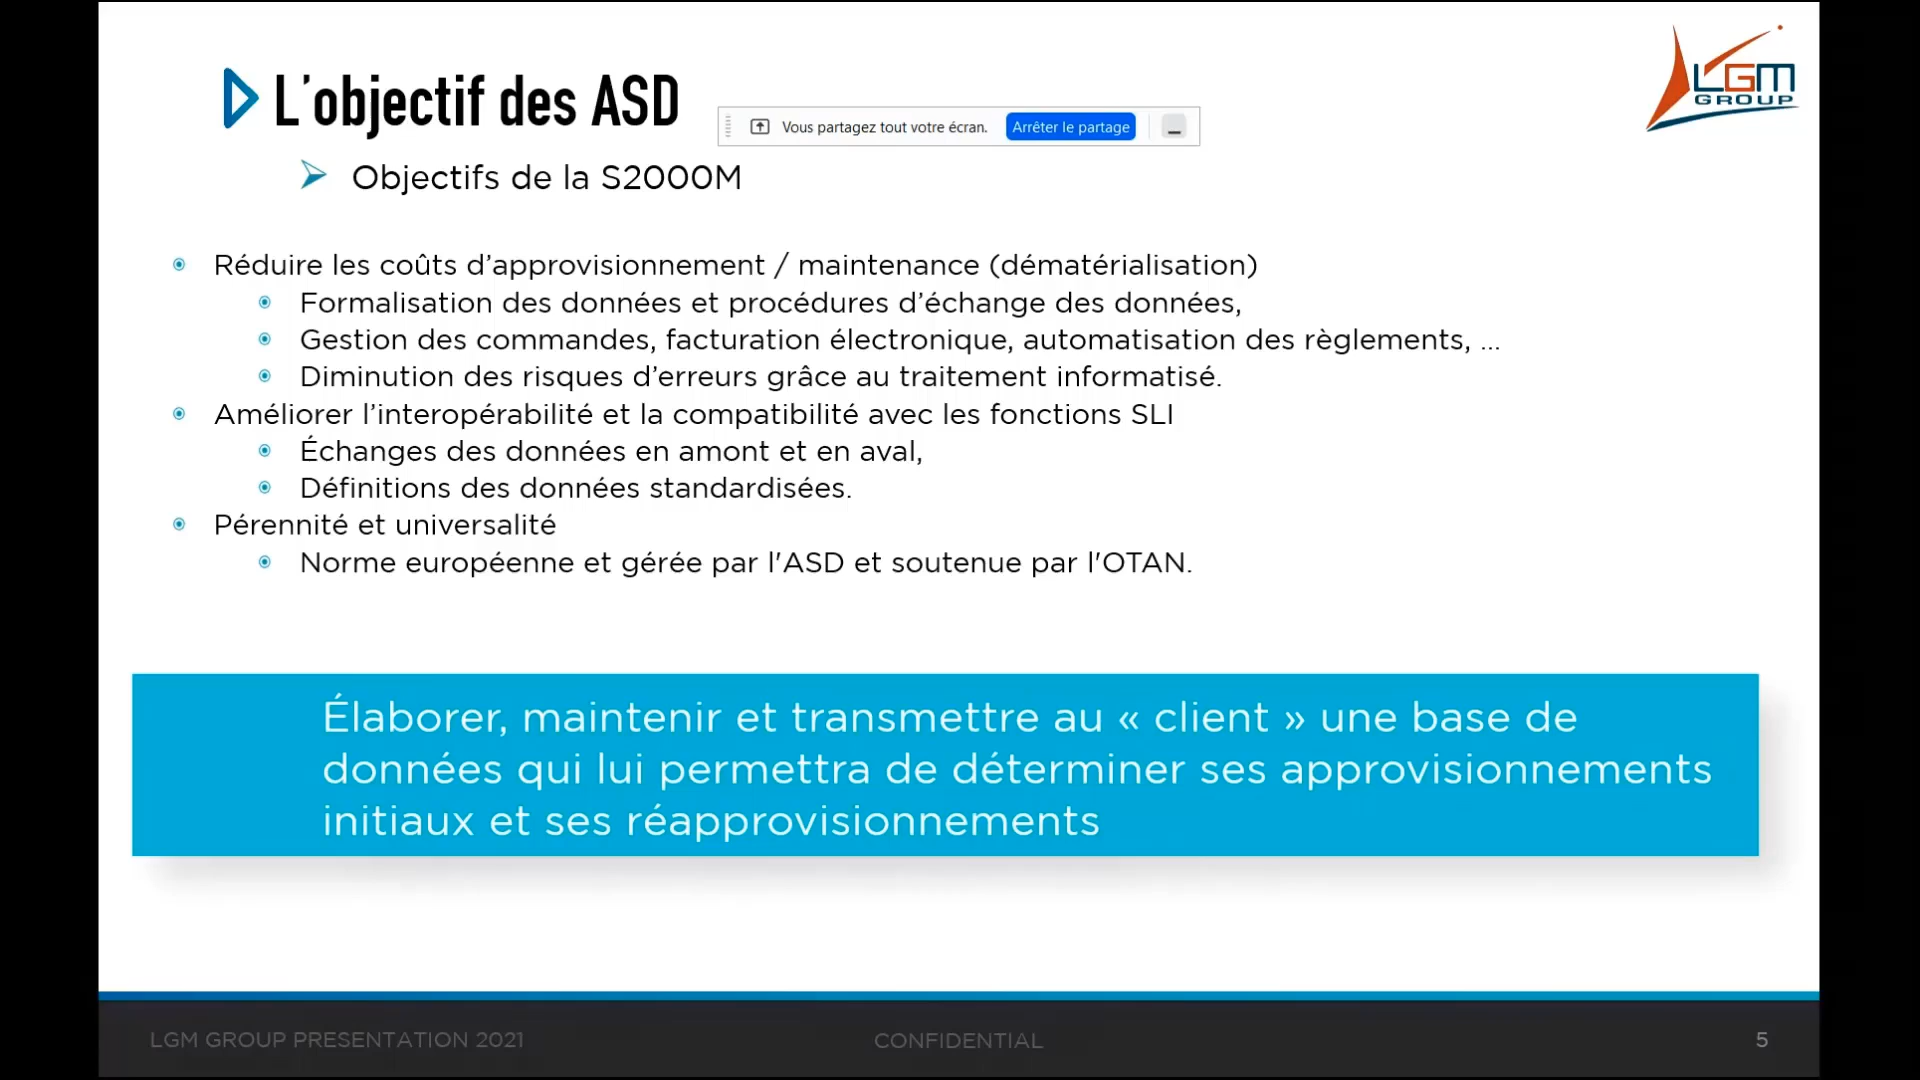 L'objectif des ASD
LGM
GROUP
Vous partagez tout votre écran. Arrêter le partage
Objectifs de la S2000M
Réduire les coûts d’approvisionnement / maintenance (dématérialisation)
Formalisation des données et procédures d’échange des données,
Gestion des commandes, facturation électronique, automatisation des règlements, ...
Diminution des risques d’erreurs grâce au traitement informatisé.
Améliorer l’interopérabilité et la compatibilité avec les fonctions SLI
Échanges des données en amont et en aval,
Définitions des données standardisées.
Pérennité et universalité
Norme européenne et gérée par l'ASD et soutenue par l'OTAN.
Élaborer, maintenir et transmettre au « client » une base de
données qui lui permettra de déterminer ses approvisionnements
initiaux et ses réapprovisionnements
LGM GROUP PRESENTATION 2021
CONFIDENTIAL
5